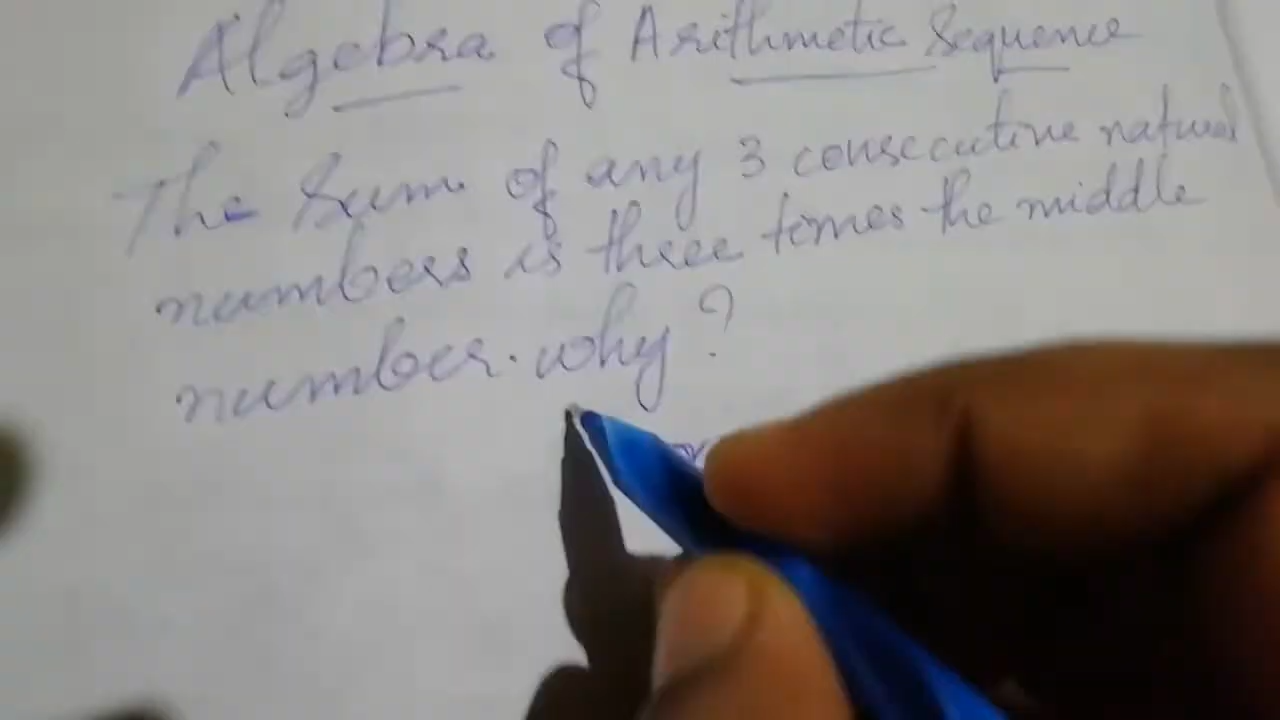 Algebra of Arithmetic Sequence
The Sum of any 3 consecutive natural
numbers is three times the middle
number. why?